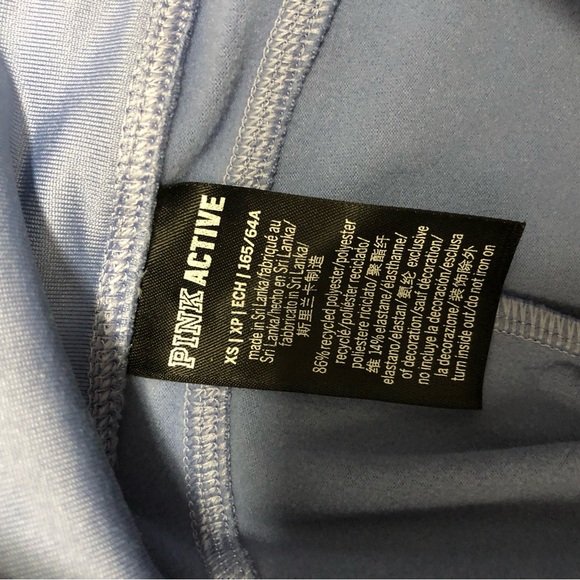 PINK ACTIVE
XS | XP | ECH | 165/64A
made in Sri Lanka/fabriqué au
Sri Lanka/hecho en Sri Lanka/
fabbricato in Sri Lanka/
斯里兰卡制造
86% recycled polyester/polyester
recyclé/poliéster reciclado/
poliestere riciclato/聚酯纤
维 14% elastane/élasthanne/
elastano/elastan/氨纶 exclusive
of decoration/sauf décoration/
no incluye la decoración/esclusa
la decorazione/装饰除外
turn inside out/do not iron on